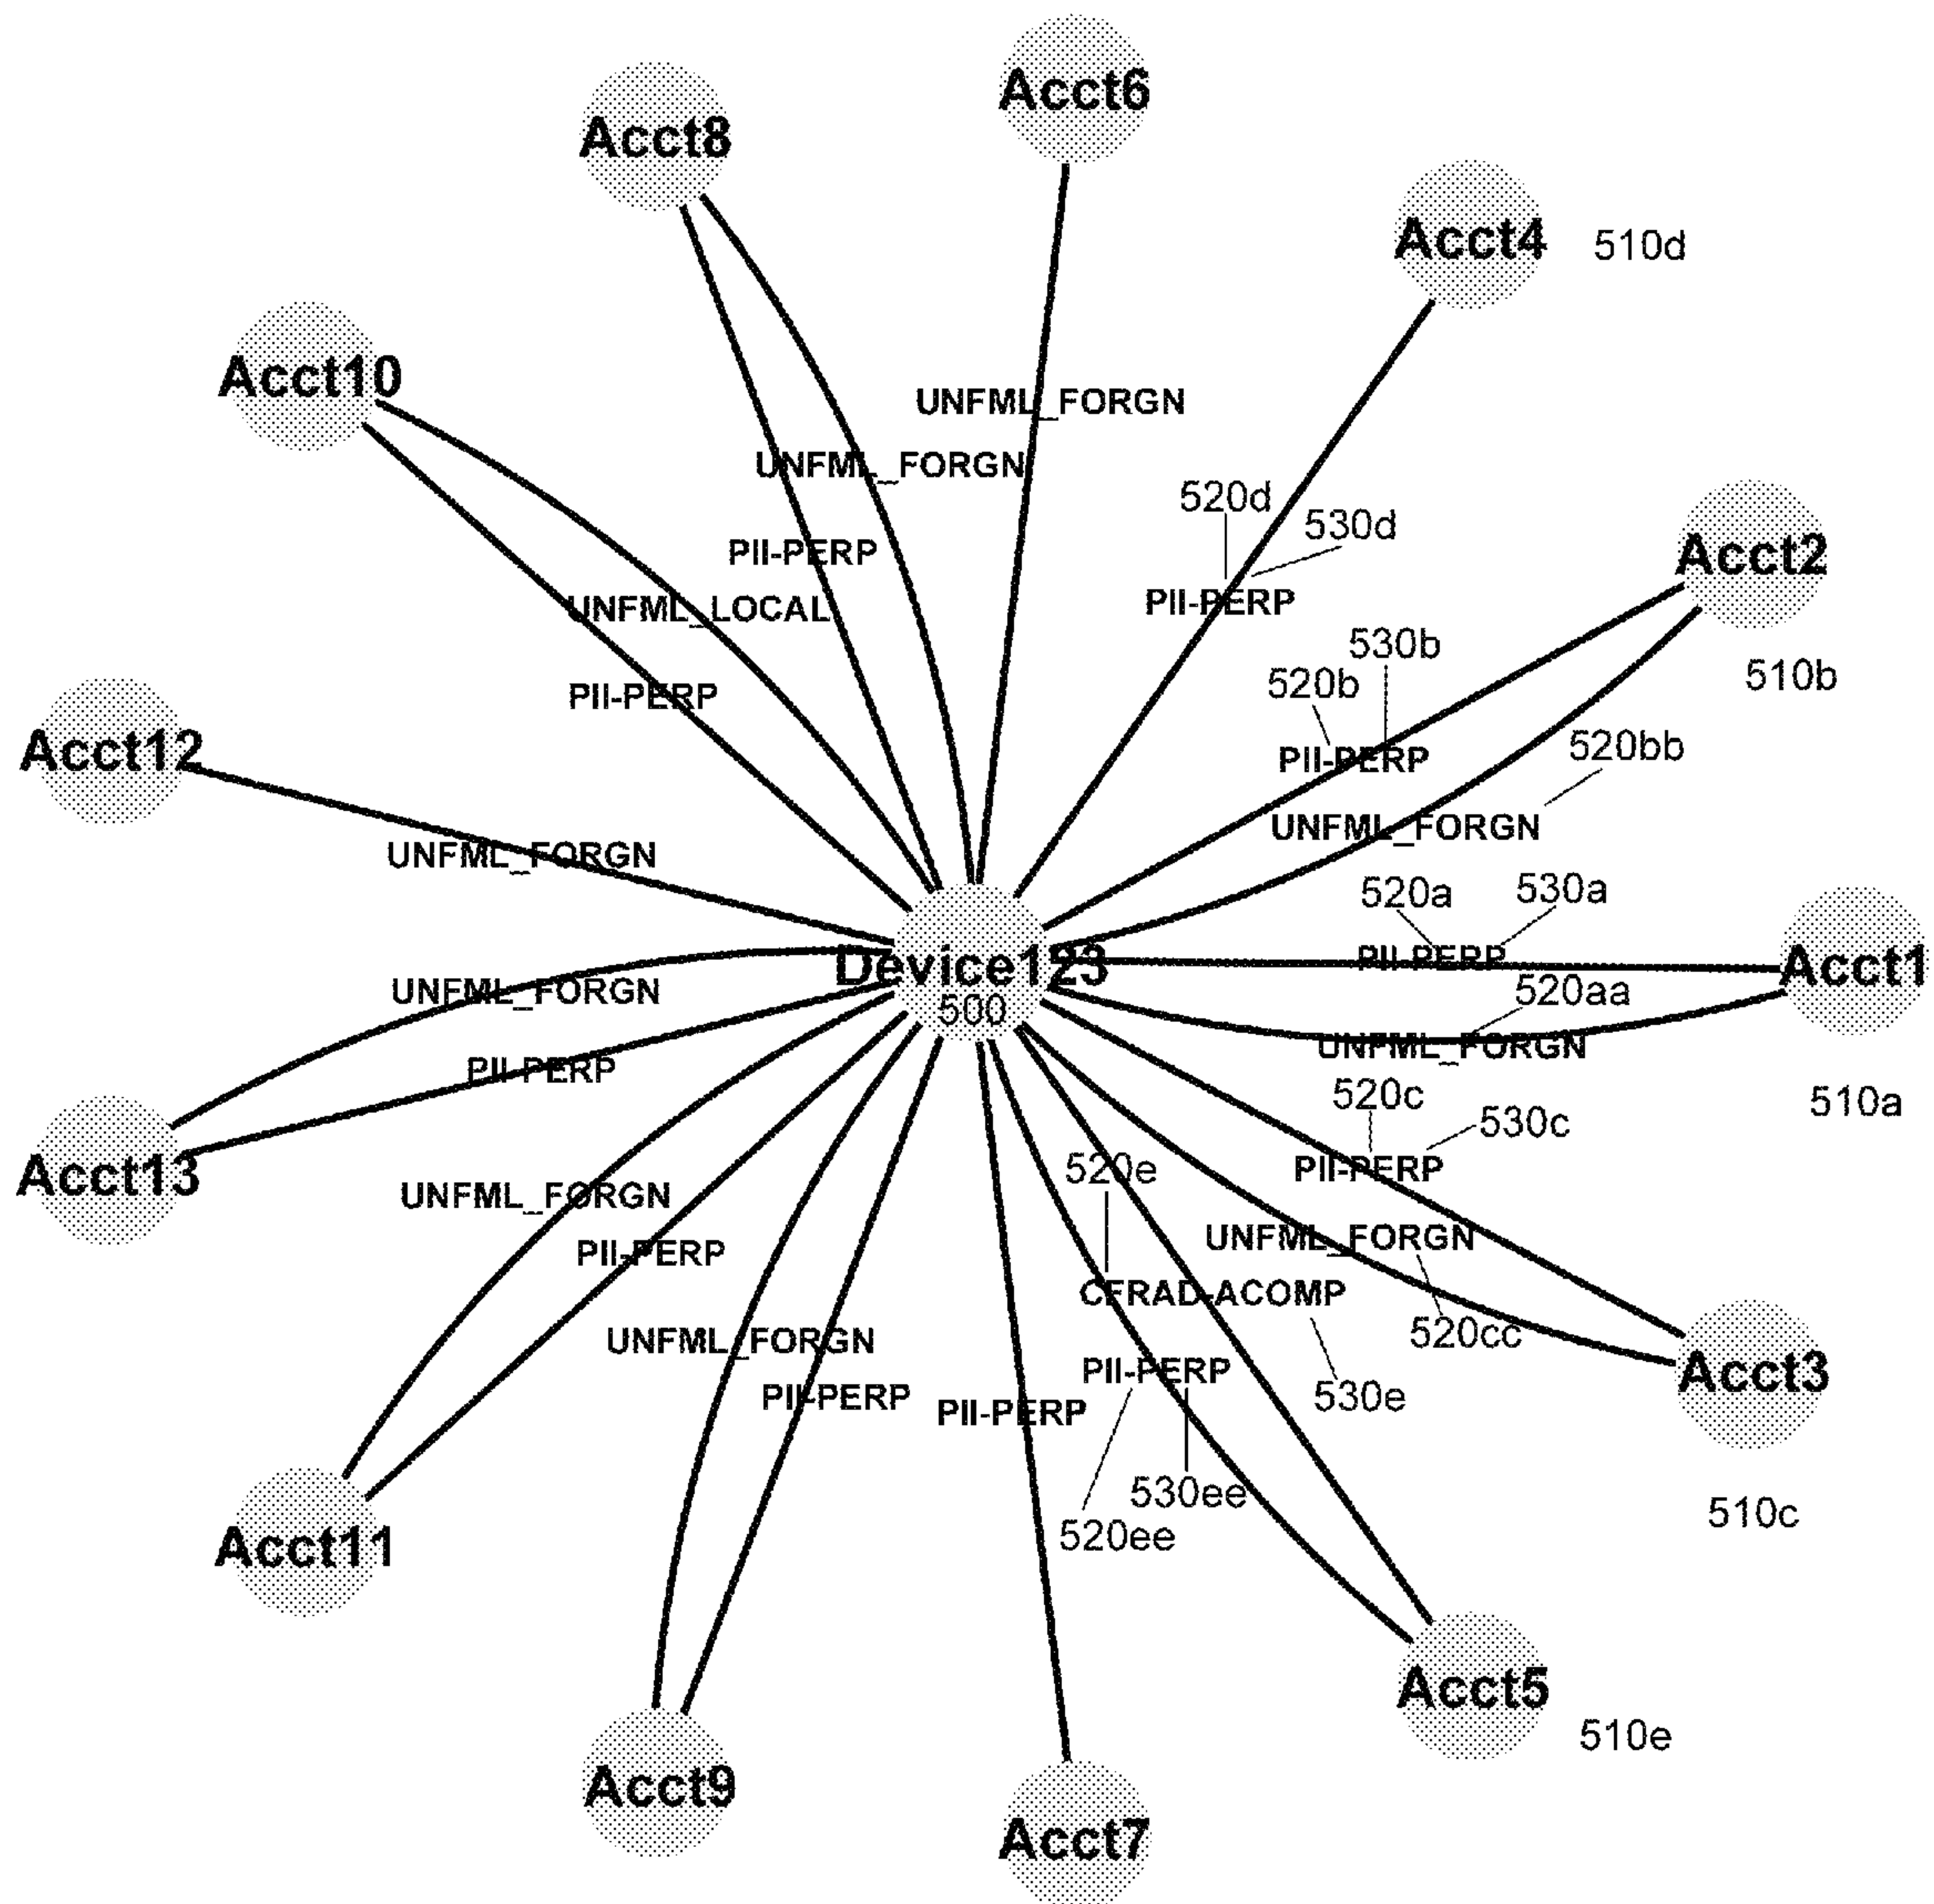 Acct6
Acct8
Acct4
510d
Acct10
UNFML_FORGN
UNFML_FORGN
520d
530d
Acct2
PII-PERP
PII-PERP
UNFML_LOCAL
530b
510b
520b
PII-PERP
Acct12
520bb
PII-PERP
UNFML_FORGN
UNFML_FORGN
520a
530a
PII-PERP
Device123
Acct1
UNFML_FORGN
520aa
500
UNFML_FORGN
PII-PERP
520c
510a
530c
520e
PII-PERP
Acct13
UNFML_FORGN
UNFML_FORGN
PII-PERP
CFRAD-ACOMP
520cc
UNFML_FORGN
PII-PERP
Acct3
PII-PERP
530e
PII-PERP
530ee
510c
520ee
Acct11
Acct5
510e
Acct9
Acct7